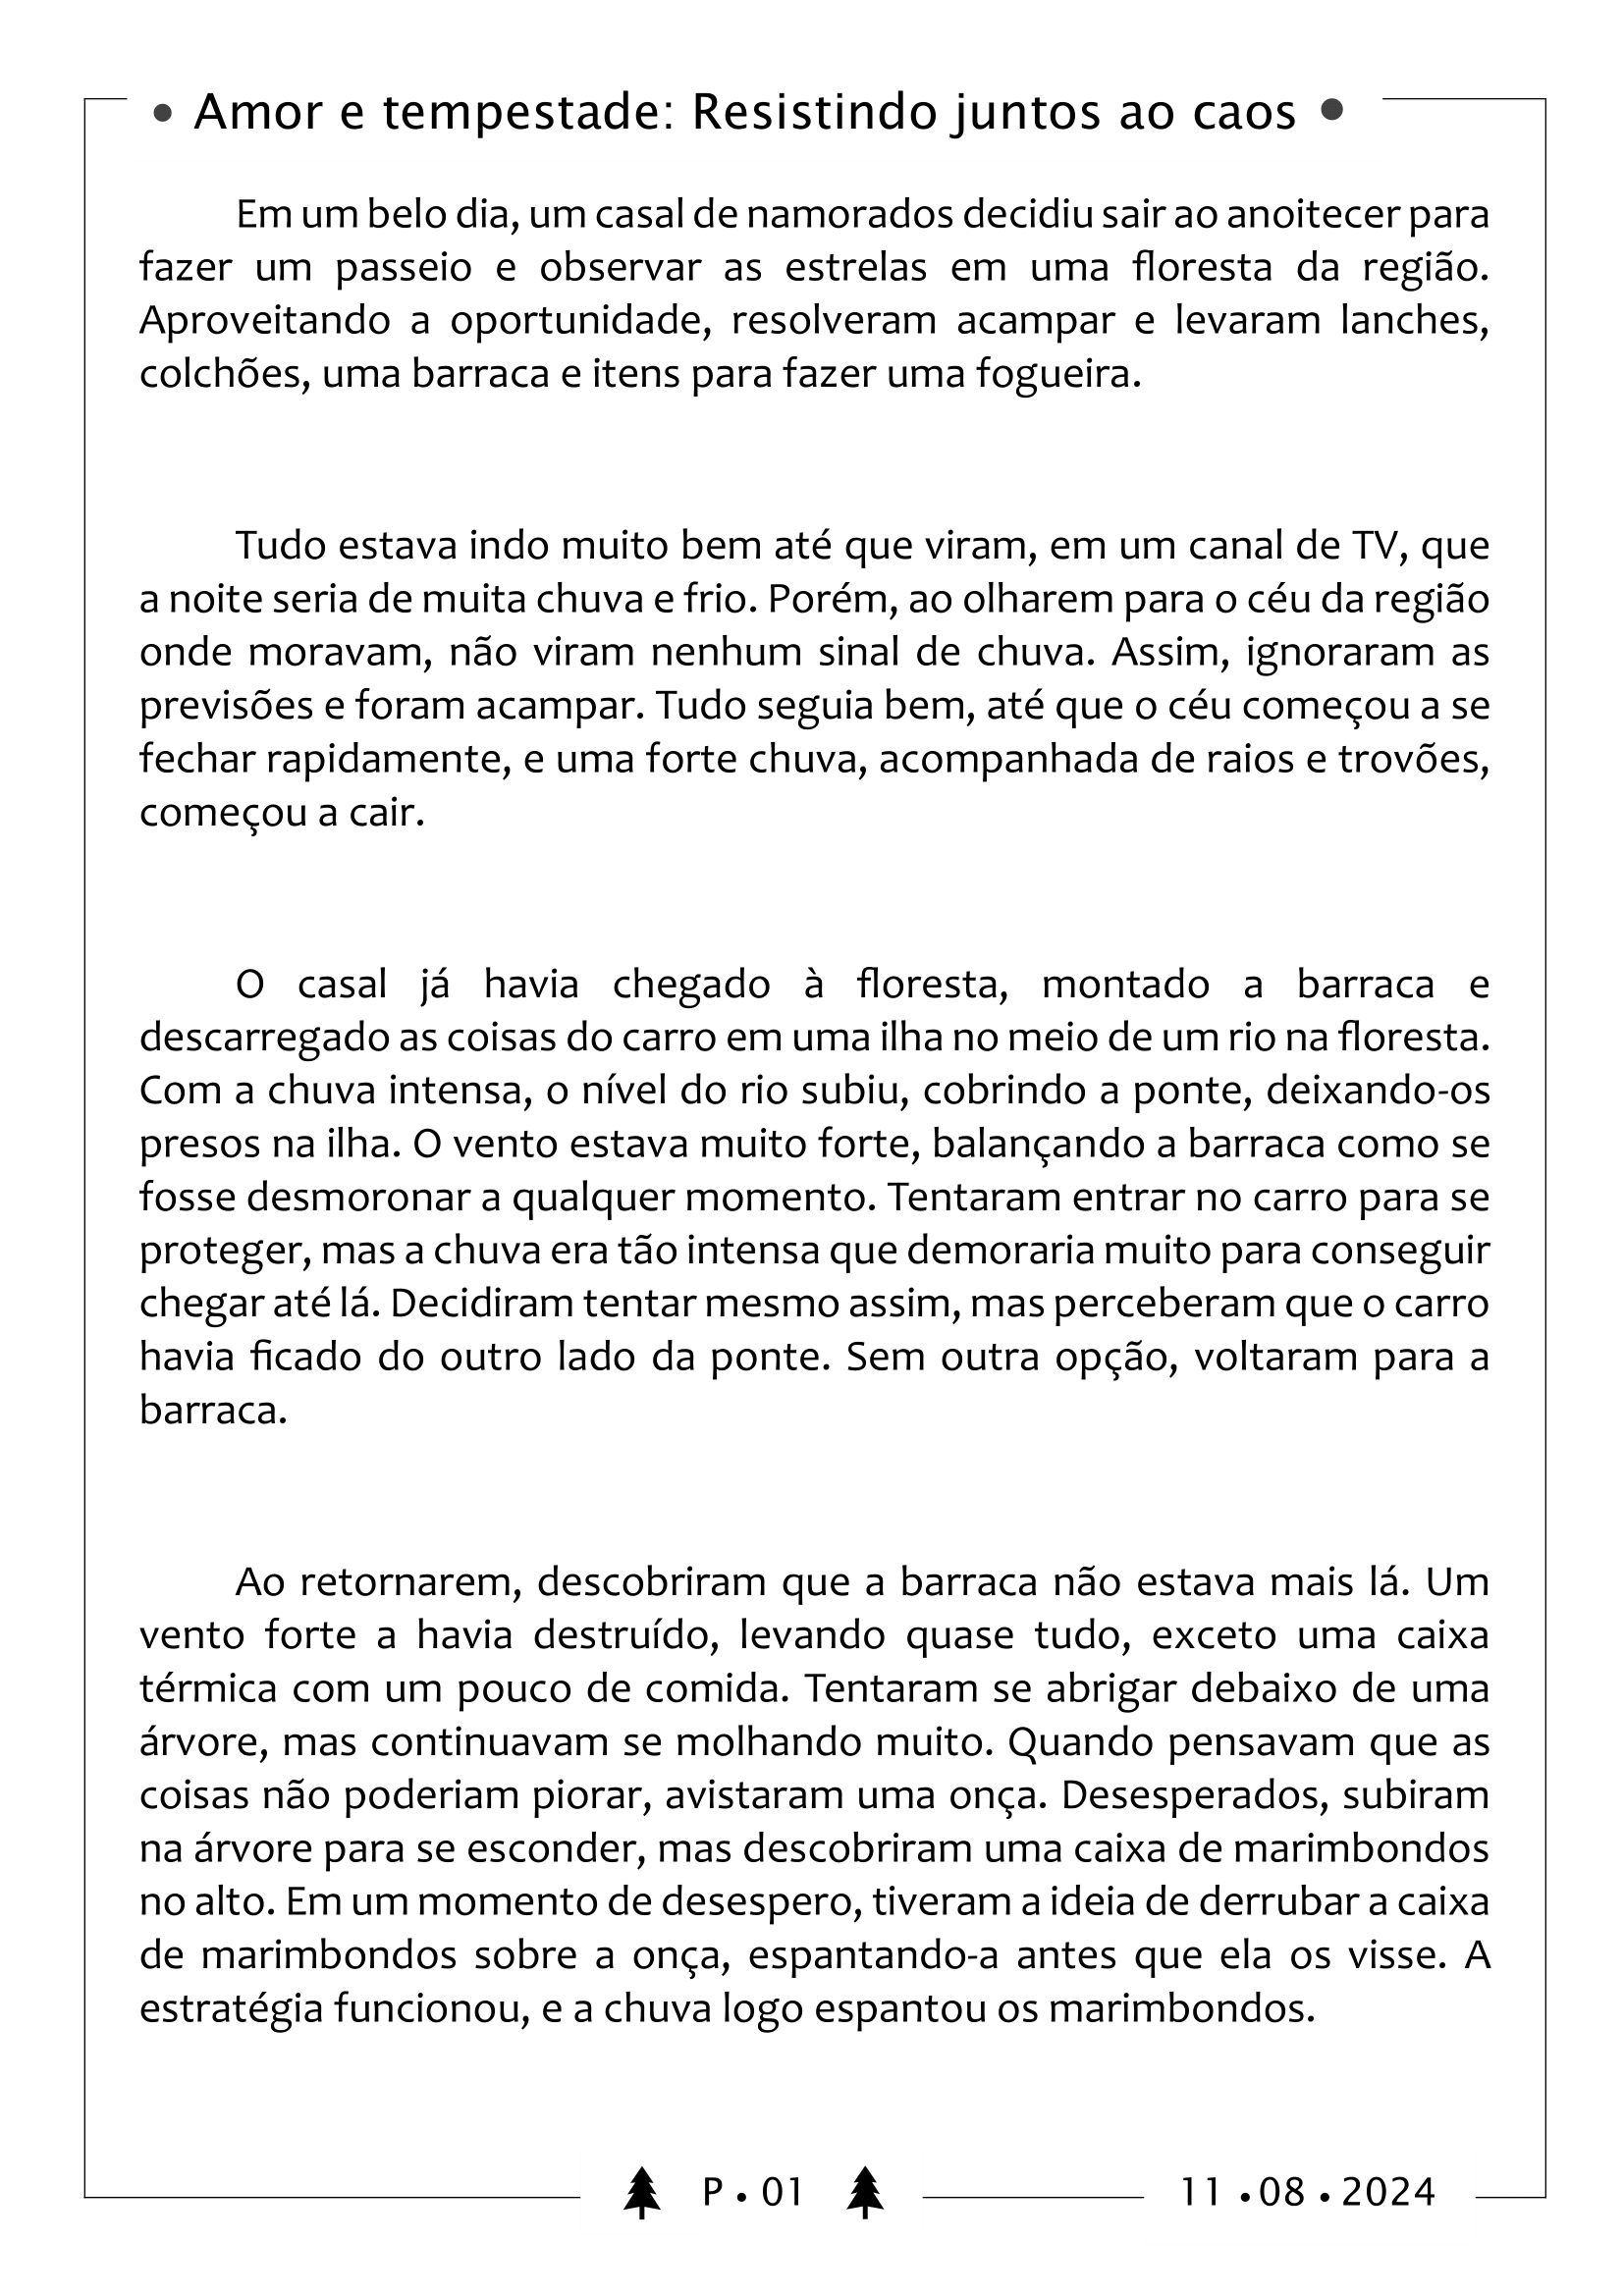 • Amor e tempestade: Resistindo juntos ao caos •
Em um belo dia, um casal de namorados decidiu sair ao anoitecer para
fazer um passeio e observar as estrelas em uma floresta da região.
Aproveitando a oportunidade, resolveram acampar e levaram lanches,
colchões, uma barraca e itens para fazer uma fogueira.
Tudo estava indo muito bem até que viram, em um canal de TV, que
a noite seria de muita chuva e frio. Porém, ao olharem para o céu da região
onde moravam, não viram nenhum sinal de chuva. Assim, ignoraram as
previsões e foram acampar. Tudo seguia bem, até que o céu começou a se
fechar rapidamente, e uma forte chuva, acompanhada de raios e trovões,
começou a cair.
O casal já havia chegado à floresta, montado a barraca e
descarregado as coisas do carro em uma ilha no meio de um rio na floresta.
Com a chuva intensa, o nível do rio subiu, cobrindo a ponte, deixando-os
presos na ilha. O vento estava muito forte, balançando a barraca como se
fosse desmoronar a qualquer momento. Tentaram entrar no carro para se
proteger, mas a chuva era tão intensa que demoraria muito para conseguir
chegar até lá. Decidiram tentar mesmo assim, mas perceberam que o carro
havia ficado do outro lado da ponte. Sem outra opção, voltaram para a
barraca.
Ao retornarem, descobriram que a barraca não estava mais lá. Um
vento forte a havia destruído, levando quase tudo, exceto uma caixa
térmica com um pouco de comida. Tentaram se abrigar debaixo de uma
árvore, mas continuavam se molhando muito. Quando pensavam que as
coisas não poderiam piorar, avistaram uma onça. Desesperados, subiram
na árvore para se esconder, mas descobriram uma caixa de marimbondos
no alto. Em um momento de desespero, tiveram a ideia de derrubar a caixa
de marimbondos sobre a onça, espantando-a antes que ela os visse. A
estratégia funcionou, e a chuva logo espantou os marimbondos.
P • 01
11 • 08 • 2024